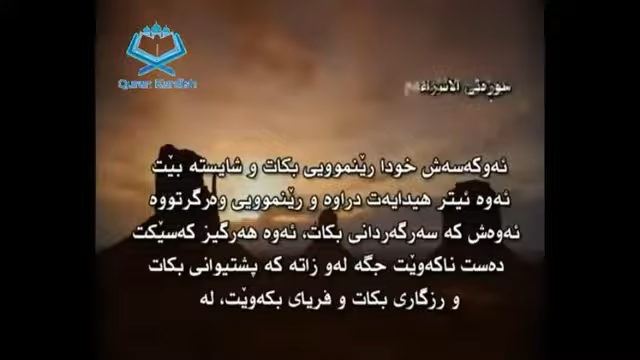 Quran Kurdish
سورەتی الاسراء
ئەوکەسەش خودا ڕێنموویی بکات و شایستە بێت
ئەوە ئیتر هیدایەت دراوە و ڕێنموویی وەرگرتووە
ئەوەش کە سەرگەردانی بکات، ئەوە هەرگیز کەسێکت
دەست ناکەوێت جگە لەو زاتە کە پشتیوانی بکات
و ڕزگاری بکات و فریای بکەوێت، لە